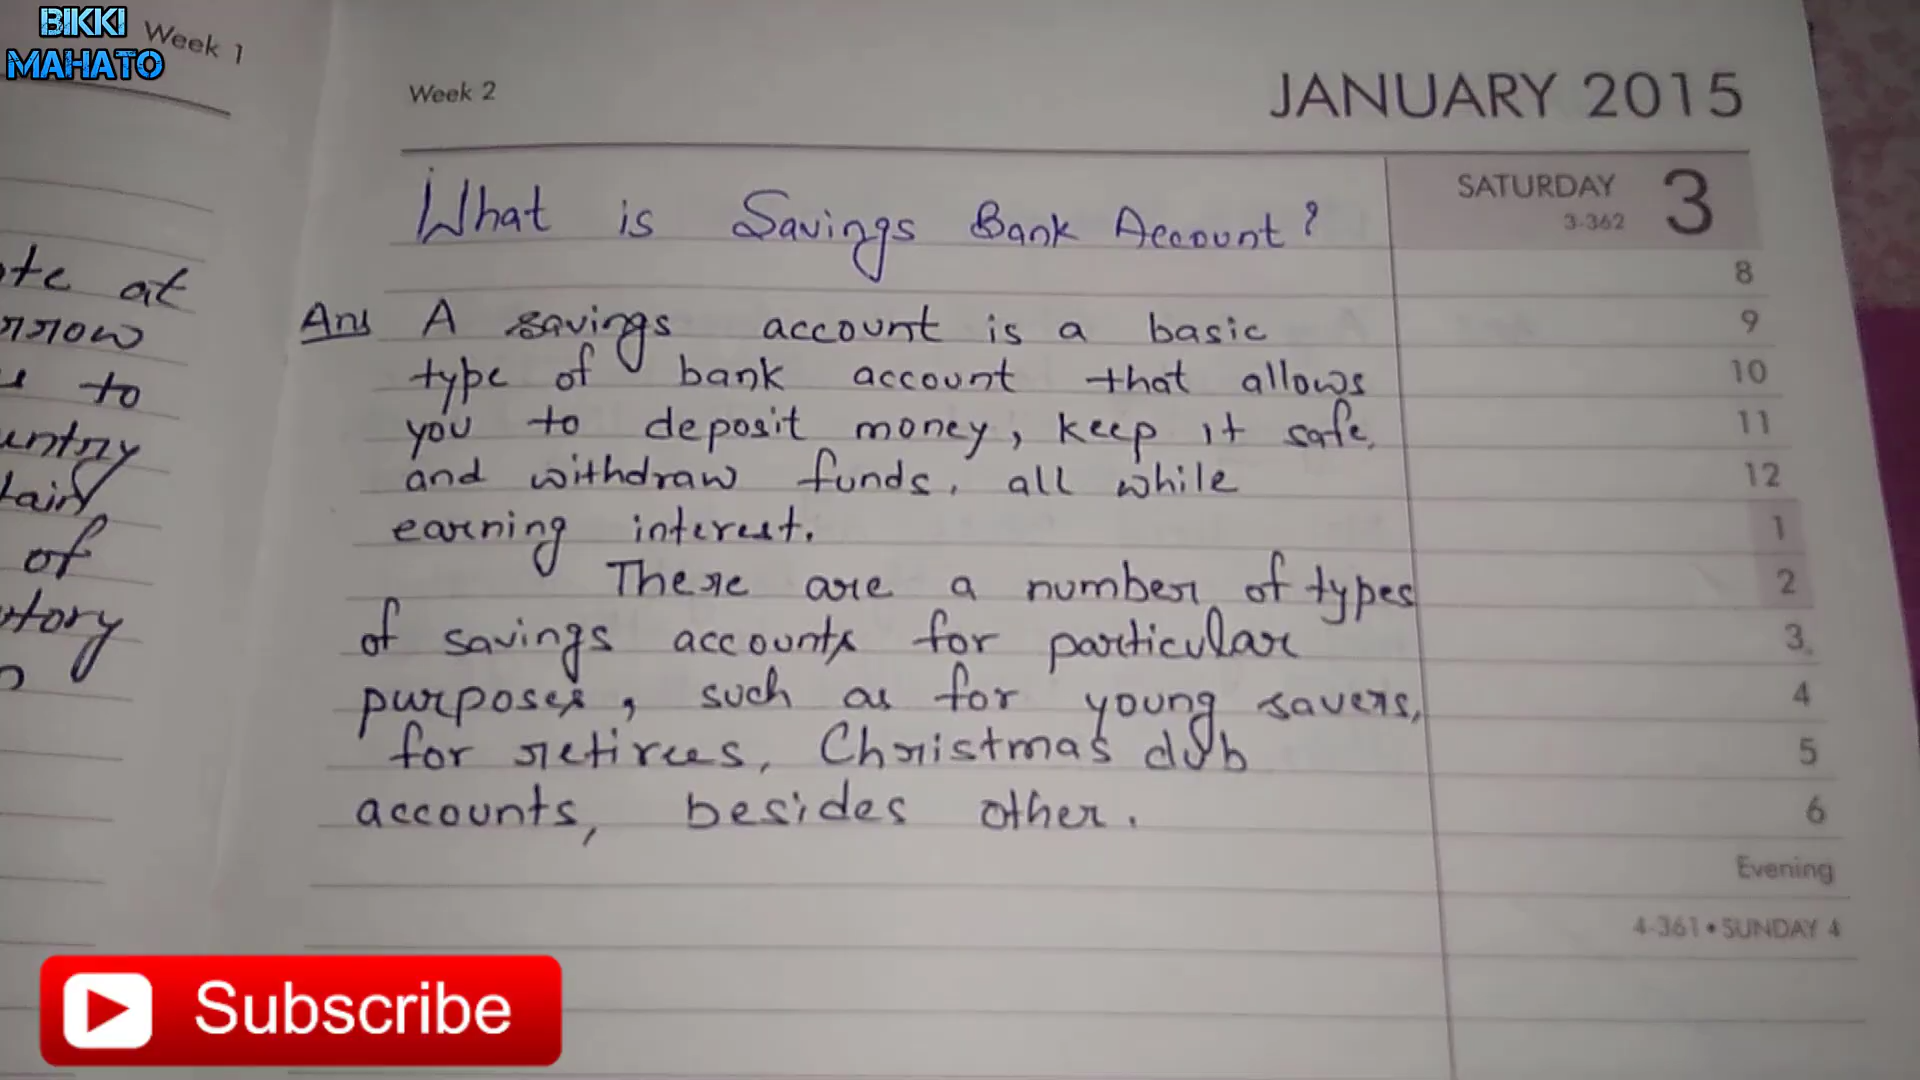 BIKKI
MAHATO
Week 1
at
to
of
Week 2
JANUARY 2015
SATURDAY 3
3-362
What is Savings Bank Account?
Ans A savings account is a basic
type of bank account that allows
you to deposit money, keep it safe,
and withdraw funds, all while
earning interest.
There are a number of types
of savings accounts for particular
purposes, such as for young savers,
for retirees, Christmas club
accounts, besides other.
8
9
10
11
12
1
2
3
4
5
6
Evening
4-361 • SUNDAY 4
Subscribe